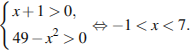 { x + 1 > 0,
49 − x² > 0 ⇔ −1 < x < 7.